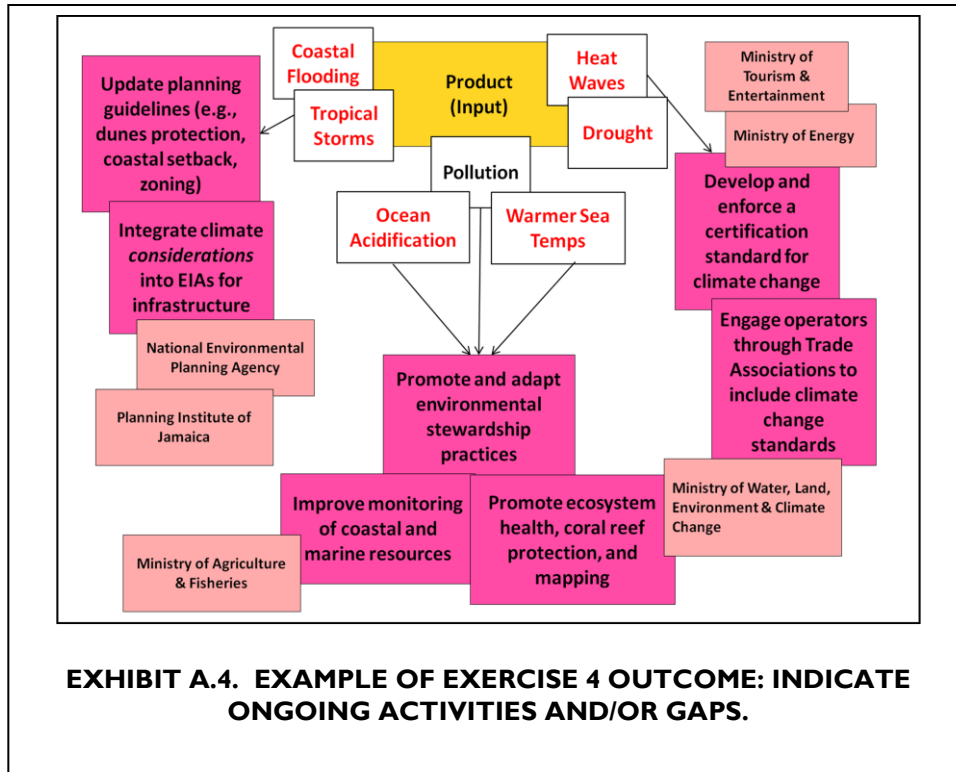 Coastal
Flooding
Tropical
Storms
Product
(Input)
Heat
Waves
Drought
Pollution
Ocean
Acidification
Warmer Sea
Temps
Update planning
guidelines (e.g.,
dunes protection,
coastal setback,
zoning)
Integrate climate
considerations
into EIAs for
infrastructure
National Environmental
Planning Agency
Planning Institute of
Jamaica
Ministry of
Tourism &
Entertainment
Ministry of Energy
Develop and
enforce a
certification
standard for
climate change
Engage operators
through Trade
Associations to
include climate
change
standards
Promote and adapt
environmental
stewardship
practices
Improve monitoring
of coastal and
marine resources
Promote ecosystem
health, coral reef
protection, and
mapping
Ministry of Water, Land,
Environment & Climate
Change
Ministry of Agriculture
& Fisheries
EXHIBIT A.4. EXAMPLE OF EXERCISE 4 OUTCOME: INDICATE
ONGOING ACTIVITIES AND/OR GAPS.